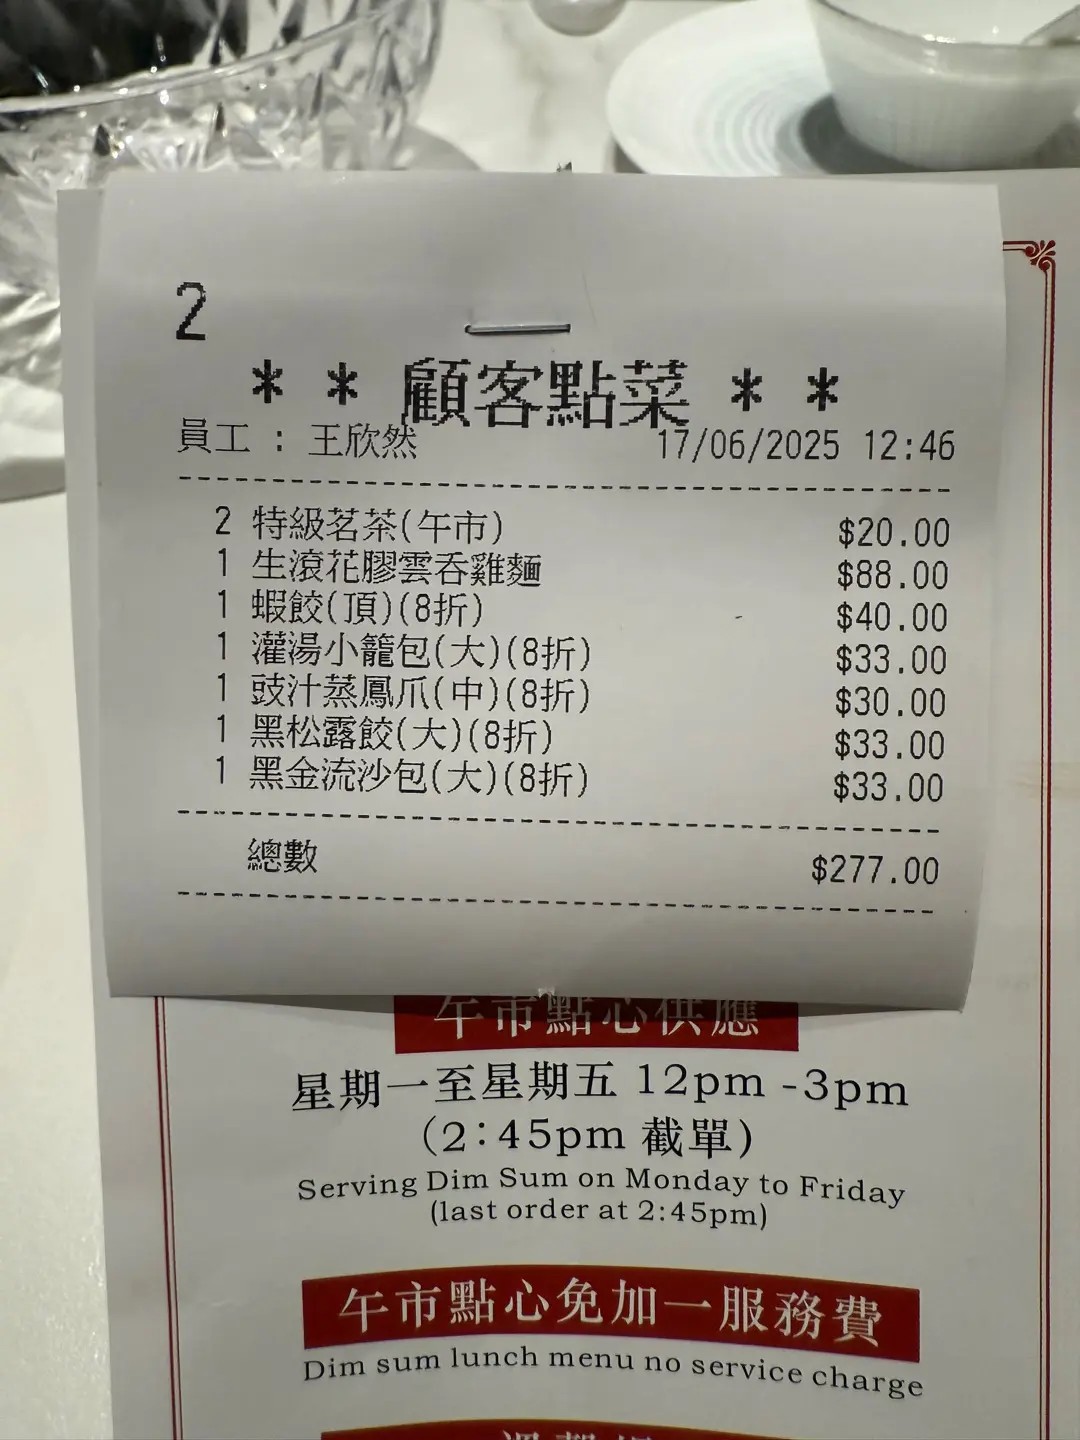 2
** 顧客點菜 **
員工 : 王欣然 17/06/2025 12:46
2 特級茗茶(午市) $20.00
1 生滾花膠雲吞雞麵 $88.00
1 蝦餃(頂)(8折) $40.00
1 灌湯小籠包(大)(8折) $33.00
1 豉汁蒸鳳爪(中)(8折) $30.00
1 黑松露餃(大)(8折) $33.00
1 黑金流沙包(大)(8折) $33.00
總數 $277.00
午市點心供應
星期一至星期五 12pm -3pm
(2:45pm 截單)
Serving Dim Sum on Monday to Friday
(last order at 2:45pm)
午市點心免加一服務費
Dim sum lunch menu no service charge